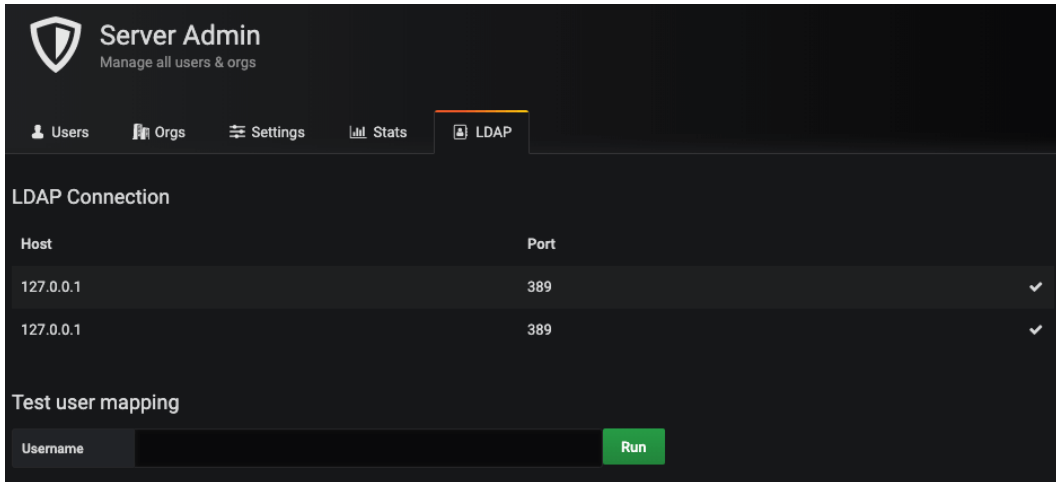 Server Admin
Manage all users & orgs
Users Orgs Settings Stats LDAP
LDAP Connection
Host Port
127.0.0.1 389
127.0.0.1 389
Test user mapping
Username Run